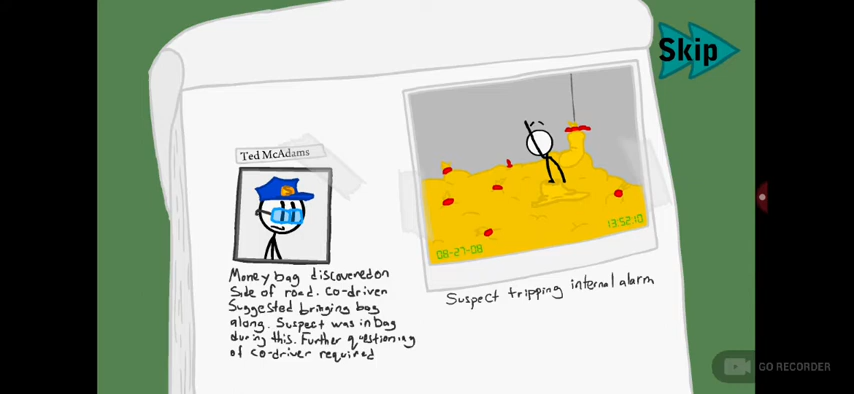 Skip
Ted McAdams
08-27-08
13:52:10
Suspect tripping internal alarm
Money bag discovered on
Side of road. Co-driven
Suggested bringing bag
along. Suspect was in bag
during this. Further questioning
of co-driver required
GO RECORDER